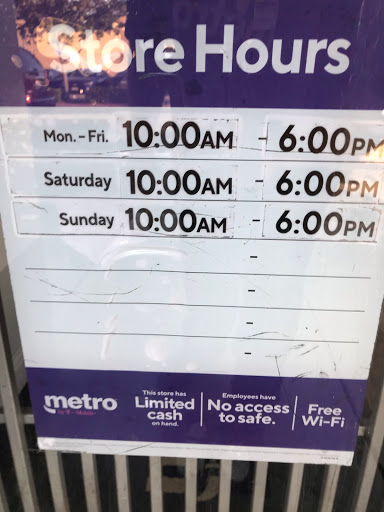 Store Hours
Mon. – Fri. 10:00AM - 6:00PM
Saturday 10:00AM - 6:00PM
Sunday 10:00AM - 6:00PM
-
-
-
-
metro
by T-Mobile
This store has
Limited
cash
on hand.
Employees have
No access
to safe.
Free
Wi-Fi